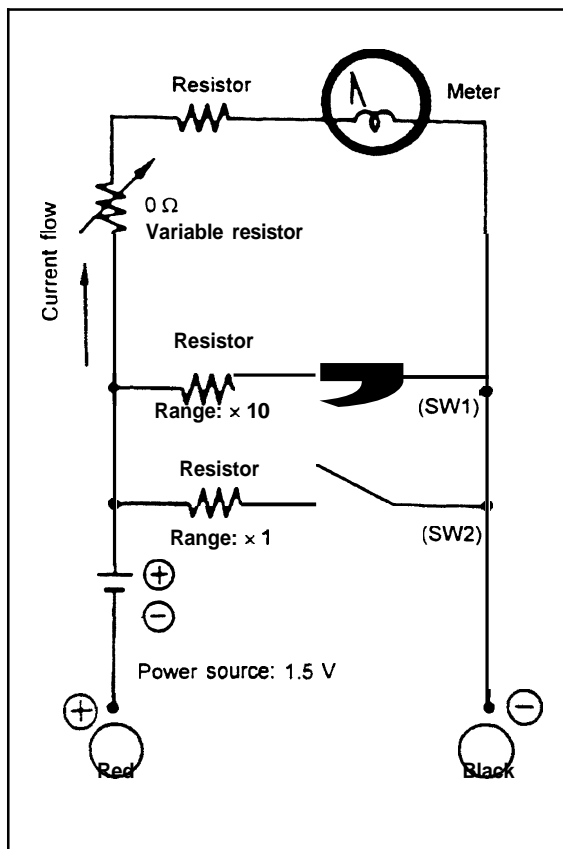 Resistor
Meter
0 Ω
Variable resistor
Current flow
Resistor
Range: × 10
(SW1)
Resistor
Range: × 1
(SW2)
+
−
Power source: 1.5 V
+
−
Red
Black